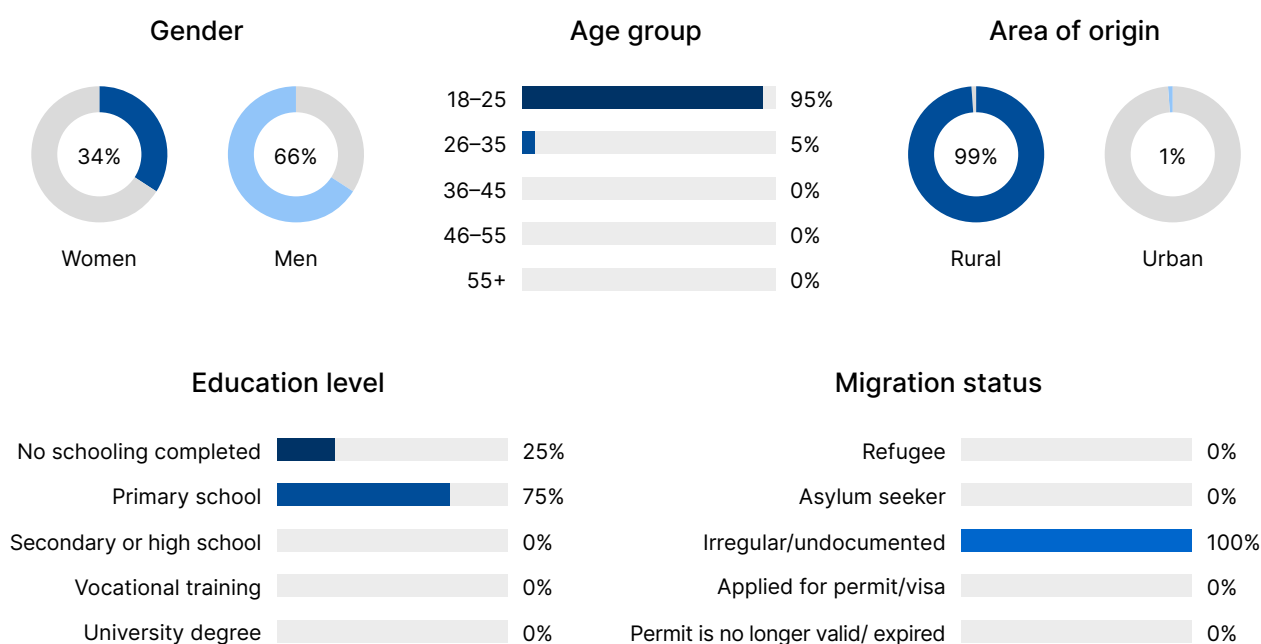 Gender
34%
Women
66%
Men
Age group
18–25 95%
26–35 5%
36–45 0%
46–55 0%
55+ 0%
Area of origin
99%
Rural
1%
Urban
Education level
No schooling completed 25%
Primary school 75%
Secondary or high school 0%
Vocational training 0%
University degree 0%
Migration status
Refugee 0%
Asylum seeker 0%
Irregular/undocumented 100%
Applied for permit/visa 0%
Permit is no longer valid/ expired 0%